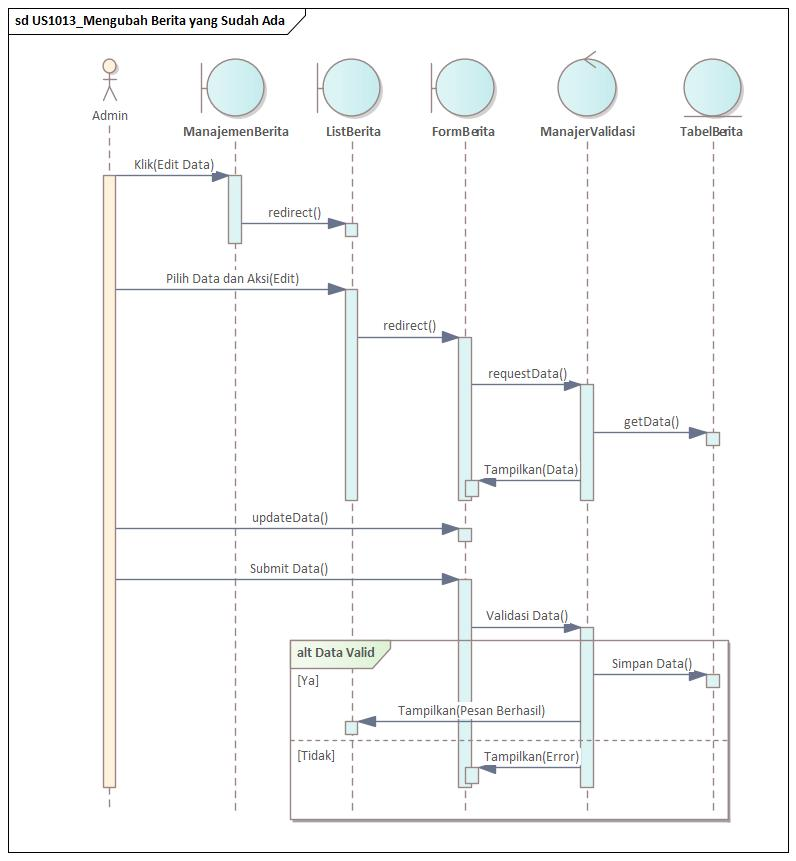 sd US1013_Mengubah Berita yang Sudah Ada
Admin
ManajemenBerita
ListBerita
FormBerita
ManajerValidasi
TabelBerita
Klik(Edit Data)
redirect()
Pilih Data dan Aksi(Edit)
redirect()
requestData()
getData()
Tampilkan(Data)
updateData()
Submit Data()
Validasi Data()
alt Data Valid
Simpan Data()
[Ya]
Tampilkan(Pesan Berhasil)
[Tidak]
Tampilkan(Error)